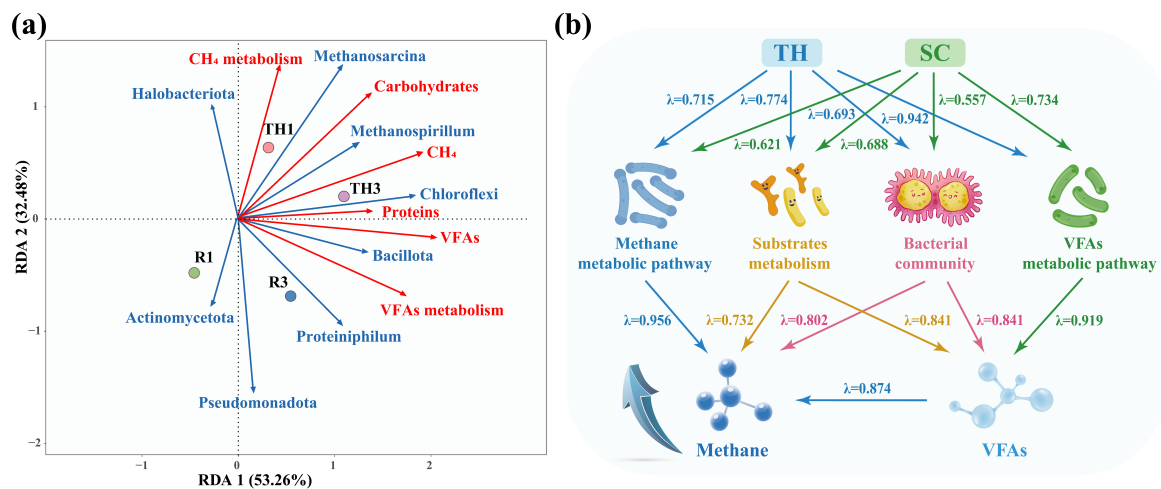 (a)
CH₄ metabolism
Methanosarcina
Halobacteriota
Carbohydrates
TH1
Methanospirillum
CH₄
TH3
Chloroflexi
Proteins
VFAs
Bacillota
R1
R3
VFAs metabolism
Actinomycetota
Proteiniphilum
Pseudomonadota
RDA 2 (32.48%)
1
0
−1
−2
−1
0
1
2
RDA 1 (53.26%)
(b)
TH
SC
λ=0.715
λ=0.774
λ=0.693
λ=0.942
λ=0.557
λ=0.734
λ=0.621
λ=0.688
Methane
metabolic pathway
Substrates
metabolism
Bacterial
community
VFAs
metabolic pathway
λ=0.956
λ=0.732
λ=0.802
λ=0.841
λ=0.841
λ=0.919
λ=0.874
Methane
VFAs